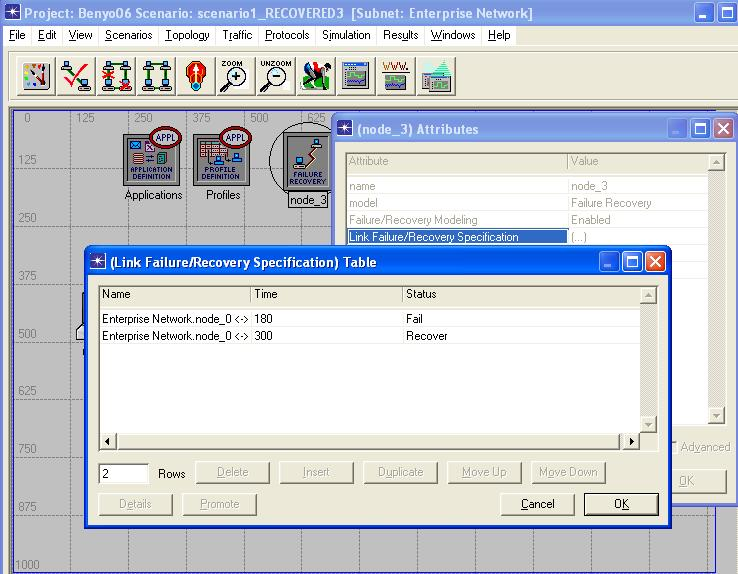 Project: Benyo06 Scenario: scenario1_RECOVERED3 [Subnet: Enterprise Network]
File Edit View Scenarios Topology Traffic Protocols Simulation Results Windows Help
ZOOM UNZOOM WWW.
0 125 250 375 500 625
(node_3) Attributes
APPL APPL
APPLICATION DEFINITION PROFILE DEFINITION FAILURE RECOVERY
Applications Profiles node_3
Attribute Value
name node_3
model Failure Recovery
Failure/Recovery Modeling Enabled
Link Failure/Recovery Specification (...)
125
250
375
500
625
750
875
1000
(Link Failure/Recovery Specification) Table
Name Time Status
Enterprise Network.node_0 <-> 180 Fail
Enterprise Network.node_0 <-> 300 Recover
2 Rows Delete Insert Duplicate Move Up Move Down
Details Promote Cancel OK
Advanced
OK